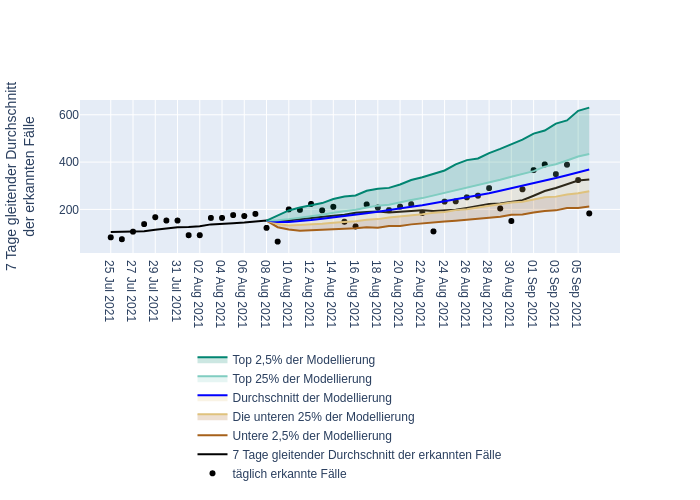 7 Tage gleitender Durchschnitt
der erkannten Fälle
600
400
200
25 Jul 2021
27 Jul 2021
29 Jul 2021
31 Jul 2021
02 Aug 2021
04 Aug 2021
06 Aug 2021
08 Aug 2021
10 Aug 2021
12 Aug 2021
14 Aug 2021
16 Aug 2021
18 Aug 2021
20 Aug 2021
22 Aug 2021
24 Aug 2021
26 Aug 2021
28 Aug 2021
30 Aug 2021
01 Sep 2021
03 Sep 2021
05 Sep 2021
Top 2,5% der Modellierung
Top 25% der Modellierung
Durchschnitt der Modellierung
Die unteren 25% der Modellierung
Untere 2,5% der Modellierung
7 Tage gleitender Durchschnitt der erkannten Fälle
täglich erkannte Fälle